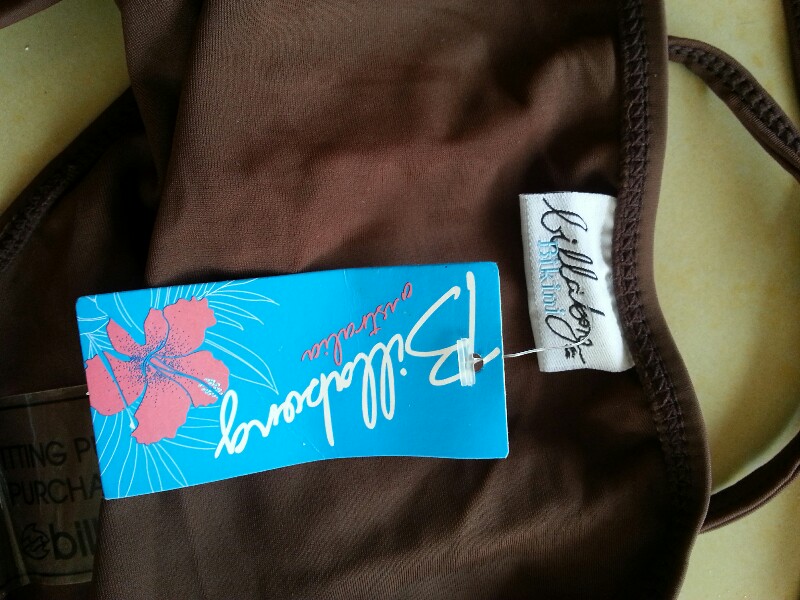 Billabong
australia
billabong
Bikini
TTING P
PURCHA
bill